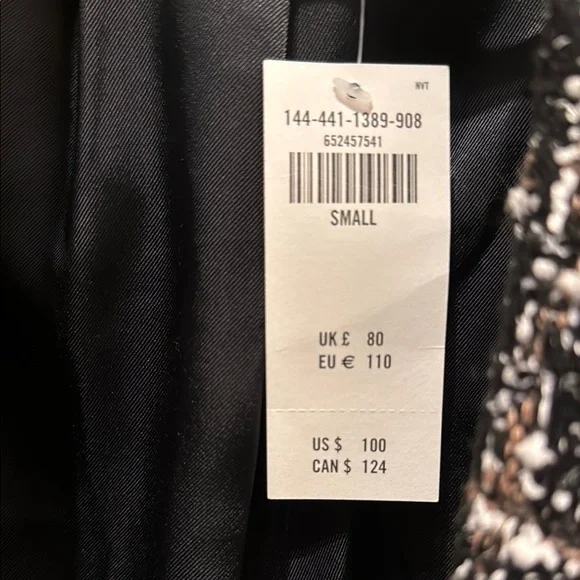 NVT
144-441-1389-908
652457541
SMALL
UK £ 80
EU € 110
US $ 100
CAN $ 124